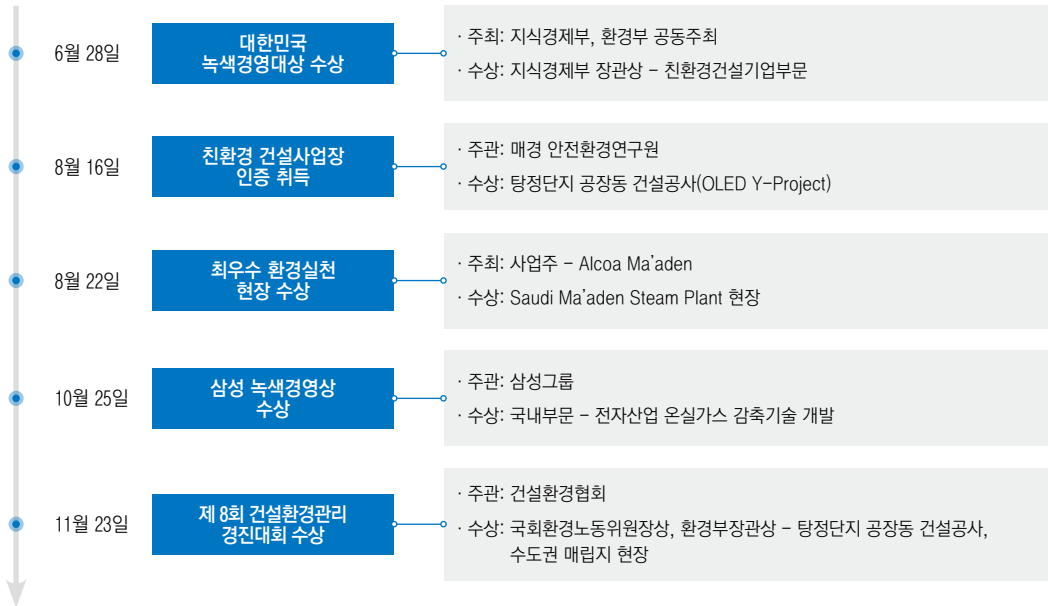 6월 28일
대한민국
녹색경영대상 수상
· 주최: 지식경제부, 환경부 공동주최
· 수상: 지식경제부 장관상 – 친환경건설기업부문
8월 16일
친환경 건설사업장
인증 취득
· 주관: 매경 안전환경연구원
· 수상: 탕정단지 공장동 건설공사(OLED Y-Project)
8월 22일
최우수 환경실천
현장 수상
· 주최: 사업주 – Alcoa Ma’aden
· 수상: Saudi Ma’aden Steam Plant 현장
10월 25일
삼성 녹색경영상
수상
· 주관: 삼성그룹
· 수상: 국내부문 – 전자산업 온실가스 감축기술 개발
11월 23일
제 8회 건설환경관리
경진대회 수상
· 주관: 건설환경협회
· 수상: 국회환경노동위원장상, 환경부장관상 – 탕정단지 공장동 건설공사,
수도권 매립지 현장